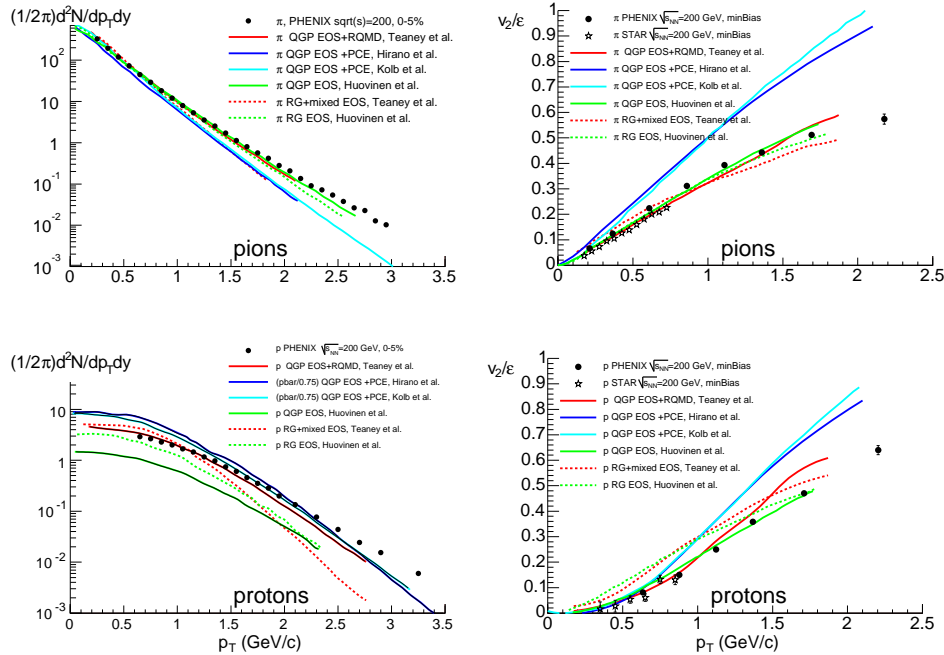 (1/2π)d²N/dp_Tdy
π, PHENIX sqrt(s)=200, 0-5%
π QGP EOS+RQMD, Teaney et al.
π QGP EOS +PCE, Hirano et al.
π QGP EOS +PCE, Kolb et al.
π QGP EOS, Huovinen et al.
π RG+mixed EOS, Teaney et al.
π RG EOS, Huovinen et al.
10²
10
1
10⁻¹
10⁻²
10⁻³
pions
0 0.5 1 1.5 2 2.5 3 3.5
v₂/ε
π PHENIX √s_NN=200 GeV, minBias
π STAR √s_NN=200 GeV, minBias
π QGP EOS+RQMD, Teaney et al.
π QGP EOS +PCE, Hirano et al.
π QGP EOS +PCE, Kolb et al.
π QGP EOS, Huovinen et al.
π RG+mixed EOS, Teaney et al.
π RG EOS, Huovinen et al.
1
0.9
0.8
0.7
0.6
0.5
0.4
0.3
0.2
0.1
0
pions
0 0.5 1 1.5 2 2.5
(1/2π)d²N/dp_Tdy
p PHENIX √s_NN=200 GeV, 0-5%
p QGP EOS+RQMD, Teaney et al.
(pbar/0.75) QGP EOS +PCE, Hirano et al.
(pbar/0.75) QGP EOS +PCE, Kolb et al.
p QGP EOS, Huovinen et al.
p RG+mixed EOS, Teaney et al.
p RG EOS, Huovinen et al.
10²
10
1
10⁻¹
10⁻²
10⁻³
protons
0 0.5 1 1.5 2 2.5 3 3.5
p_T (GeV/c)
v₂/ε
p PHENIX √s_NN=200 GeV, minBias
p STAR √s_NN=200 GeV, minBias
p QGP EOS+RQMD, Teaney et al.
p QGP EOS +PCE, Hirano et al.
p QGP EOS +PCE, Kolb et al.
p QGP EOS, Huovinen et al.
p RG+mixed EOS, Teaney et al.
p RG EOS, Huovinen et al.
1
0.9
0.8
0.7
0.6
0.5
0.4
0.3
0.2
0.1
0
protons
0 0.5 1 1.5 2 2.5
p_T (GeV/c)